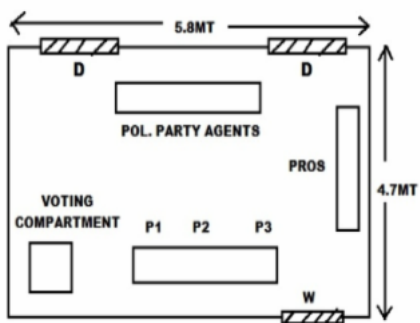 5.8MT
D D
POL. PARTY AGENTS
PROS
4.7MT
VOTING
COMPARTMENT
P1 P2 P3
W